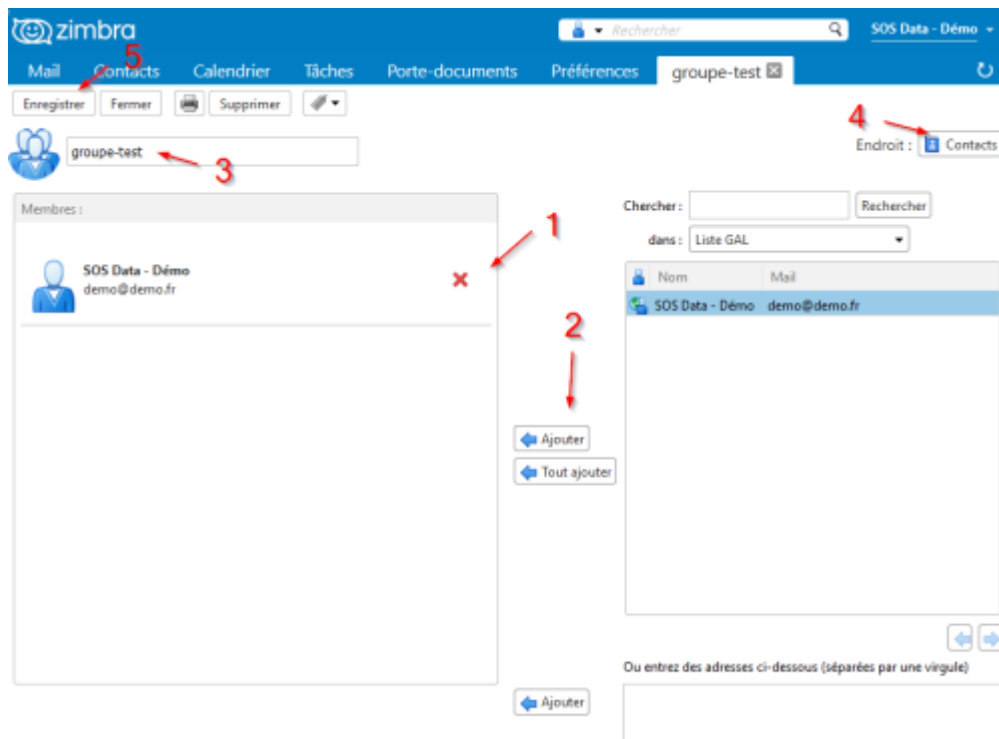 zimbra
Rechercher
SOS Data - Démo
5
Mail Contacts Calendrier Tâches Porte-documents Préférences groupe-test
Enregistrer Fermer Supprimer
4
Endroit : Contacts
groupe-test
3
Membres :
Chercher : Rechercher
1
dans : Liste GAL
SOS Data - Démo
demo@demo.fr
Nom Mail
SOS Data - Démo demo@demo.fr
2
Ajouter
Tout ajouter
Ou entrez des adresses ci-dessous (séparées par une virgule)
Ajouter